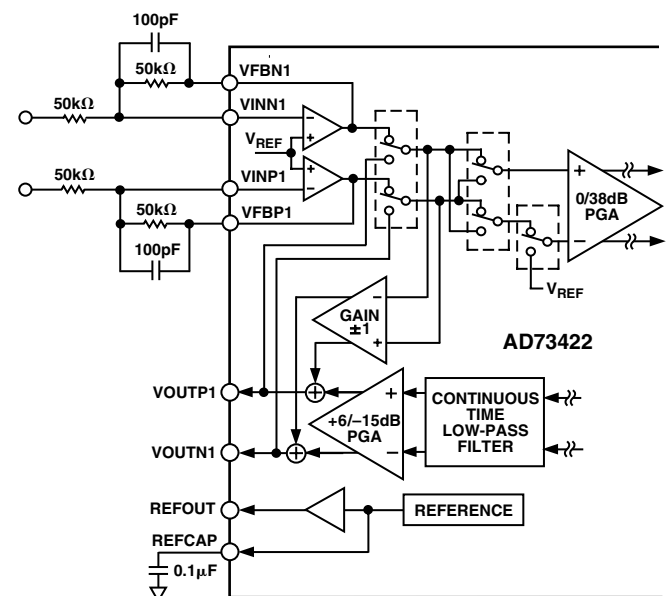 100pF
50kΩ
VFBN1
50kΩ
VINN1
−
VREF
+
+
50kΩ
VINP1
−
50kΩ
VFBP1
100pF
+
0/38dB
PGA
−
VREF
−
GAIN
±1
+
AD73422
VOUTP1
+
+6/−15dB
PGA
−
CONTINUOUS
TIME
LOW-PASS
FILTER
VOUTN1
REFOUT
REFERENCE
REFCAP
0.1μF